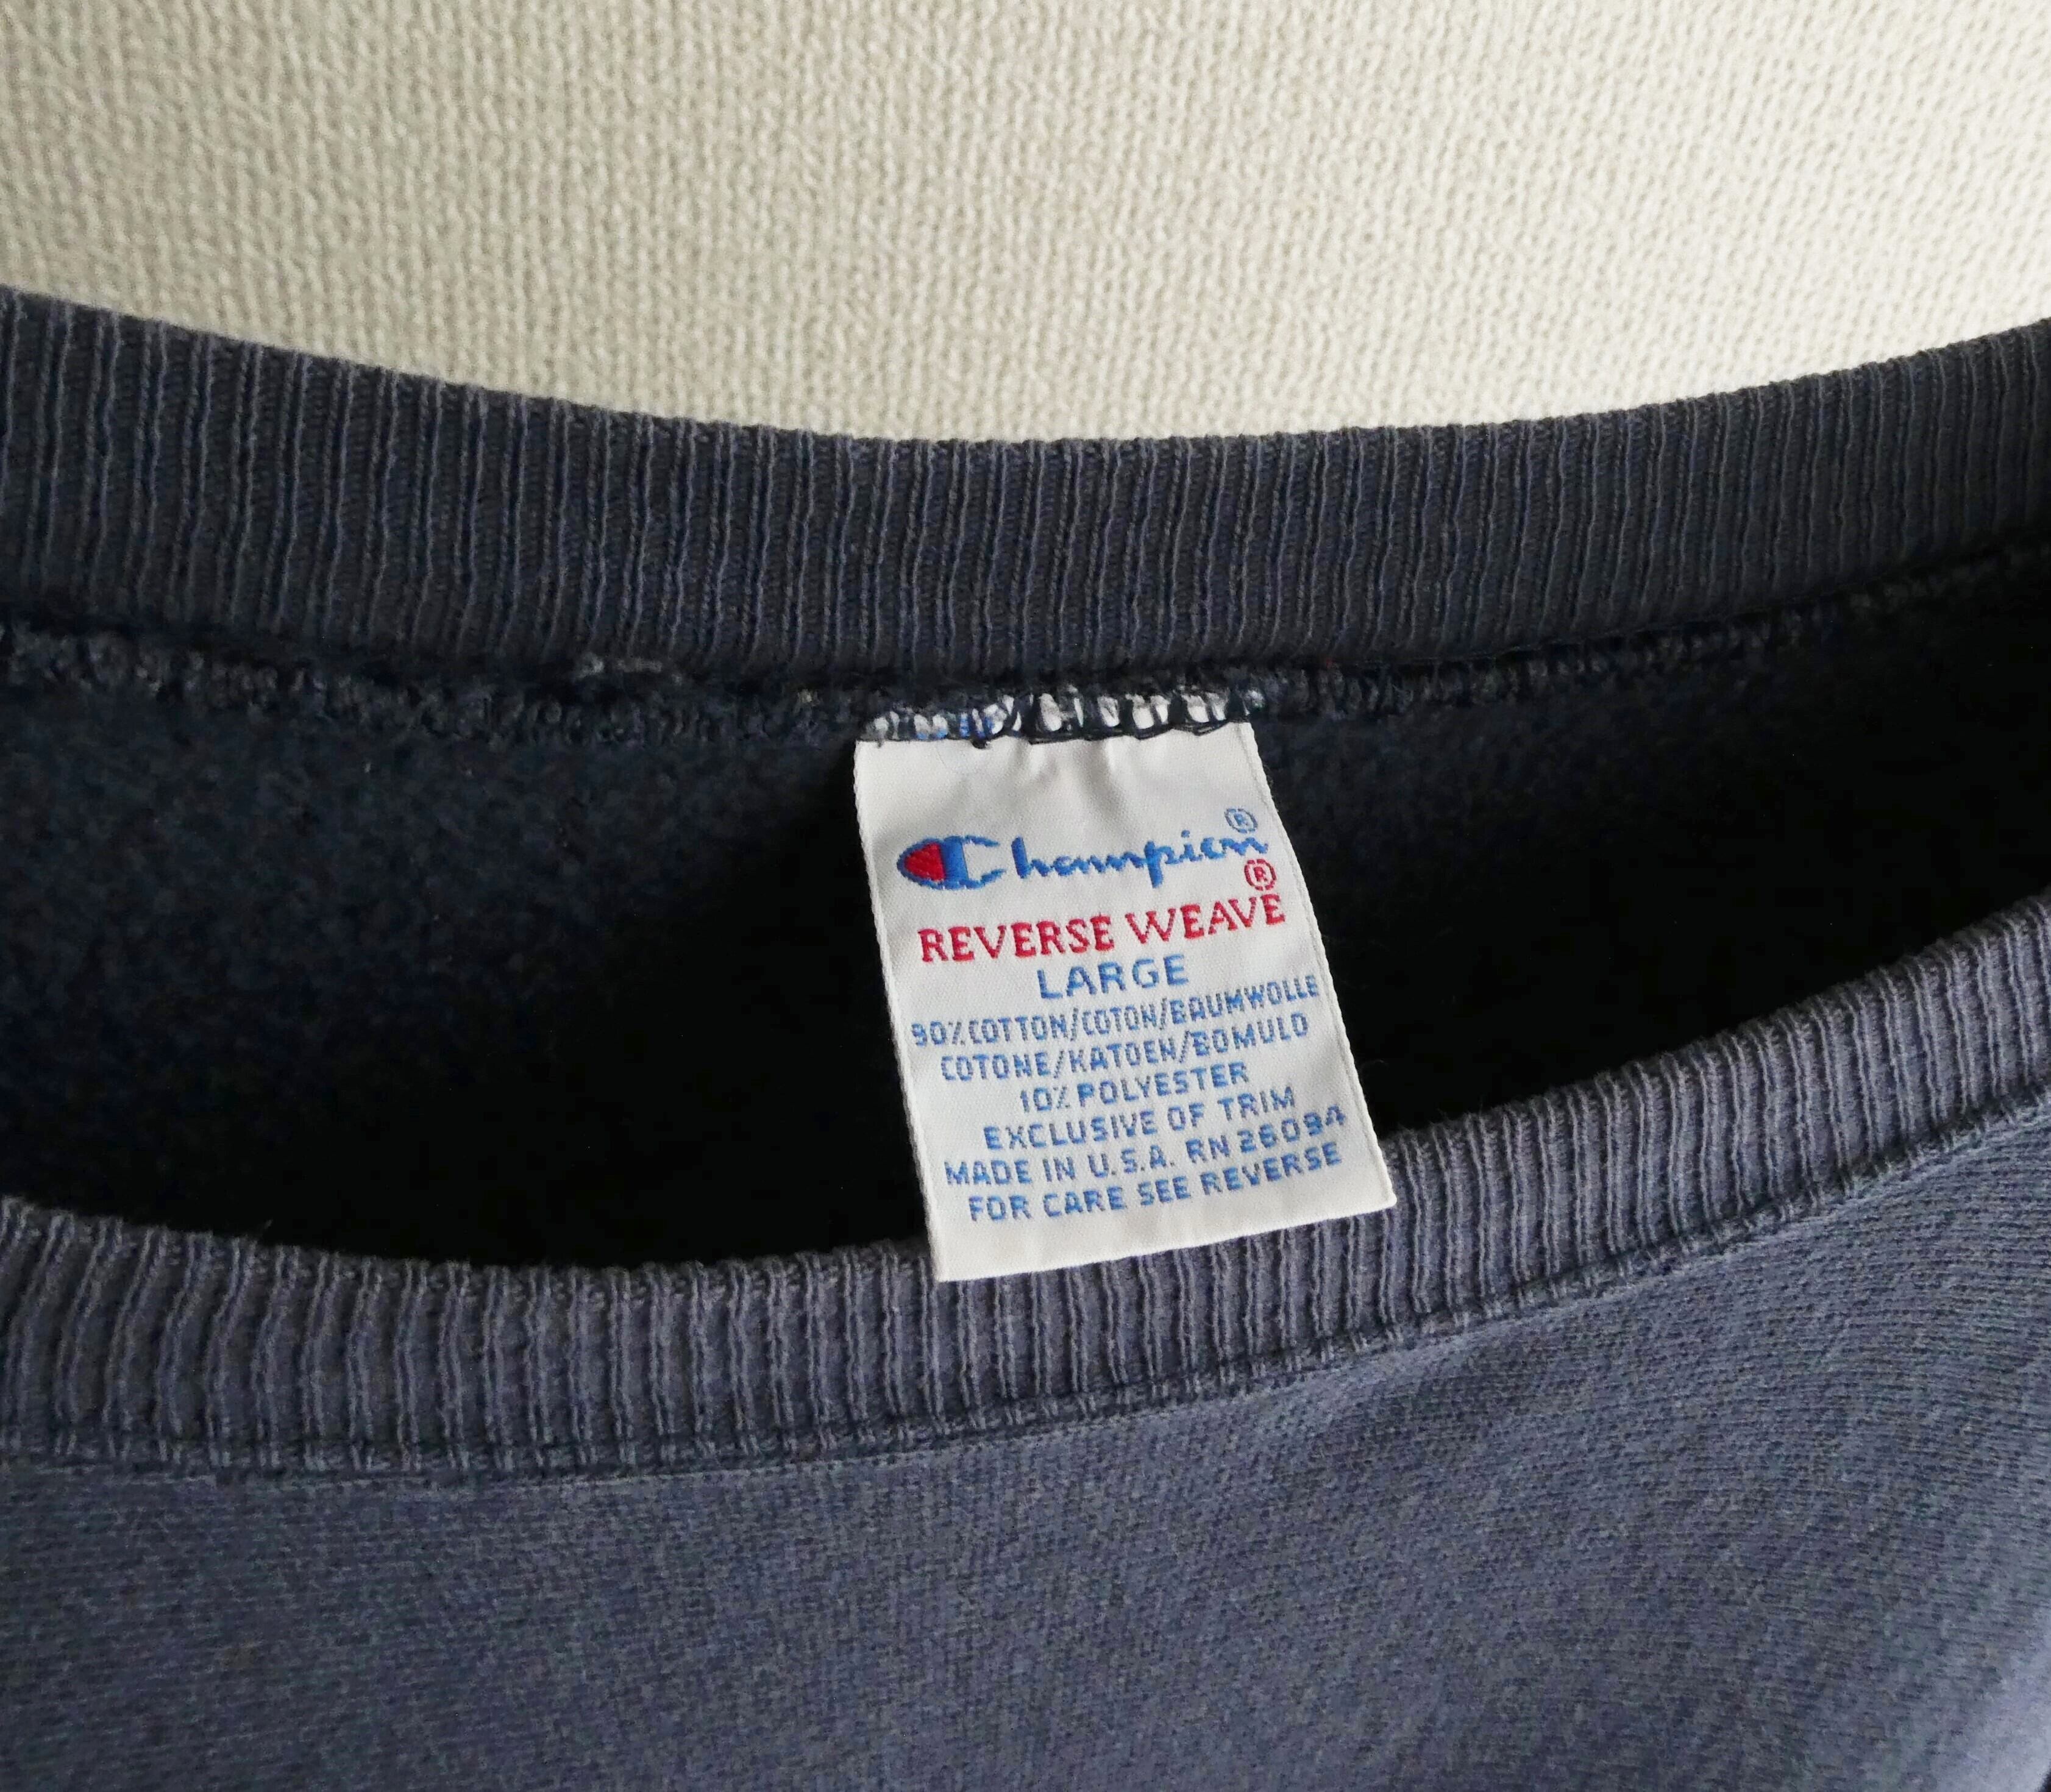 Champion®
REVERSE WEAVE®
LARGE
90% COTTON/COTON/BAUMWOLLE
COTONE/KATOEN/BOMULD
10% POLYESTER
EXCLUSIVE OF TRIM
MADE IN U.S.A. RN 26094
FOR CARE SEE REVERSE